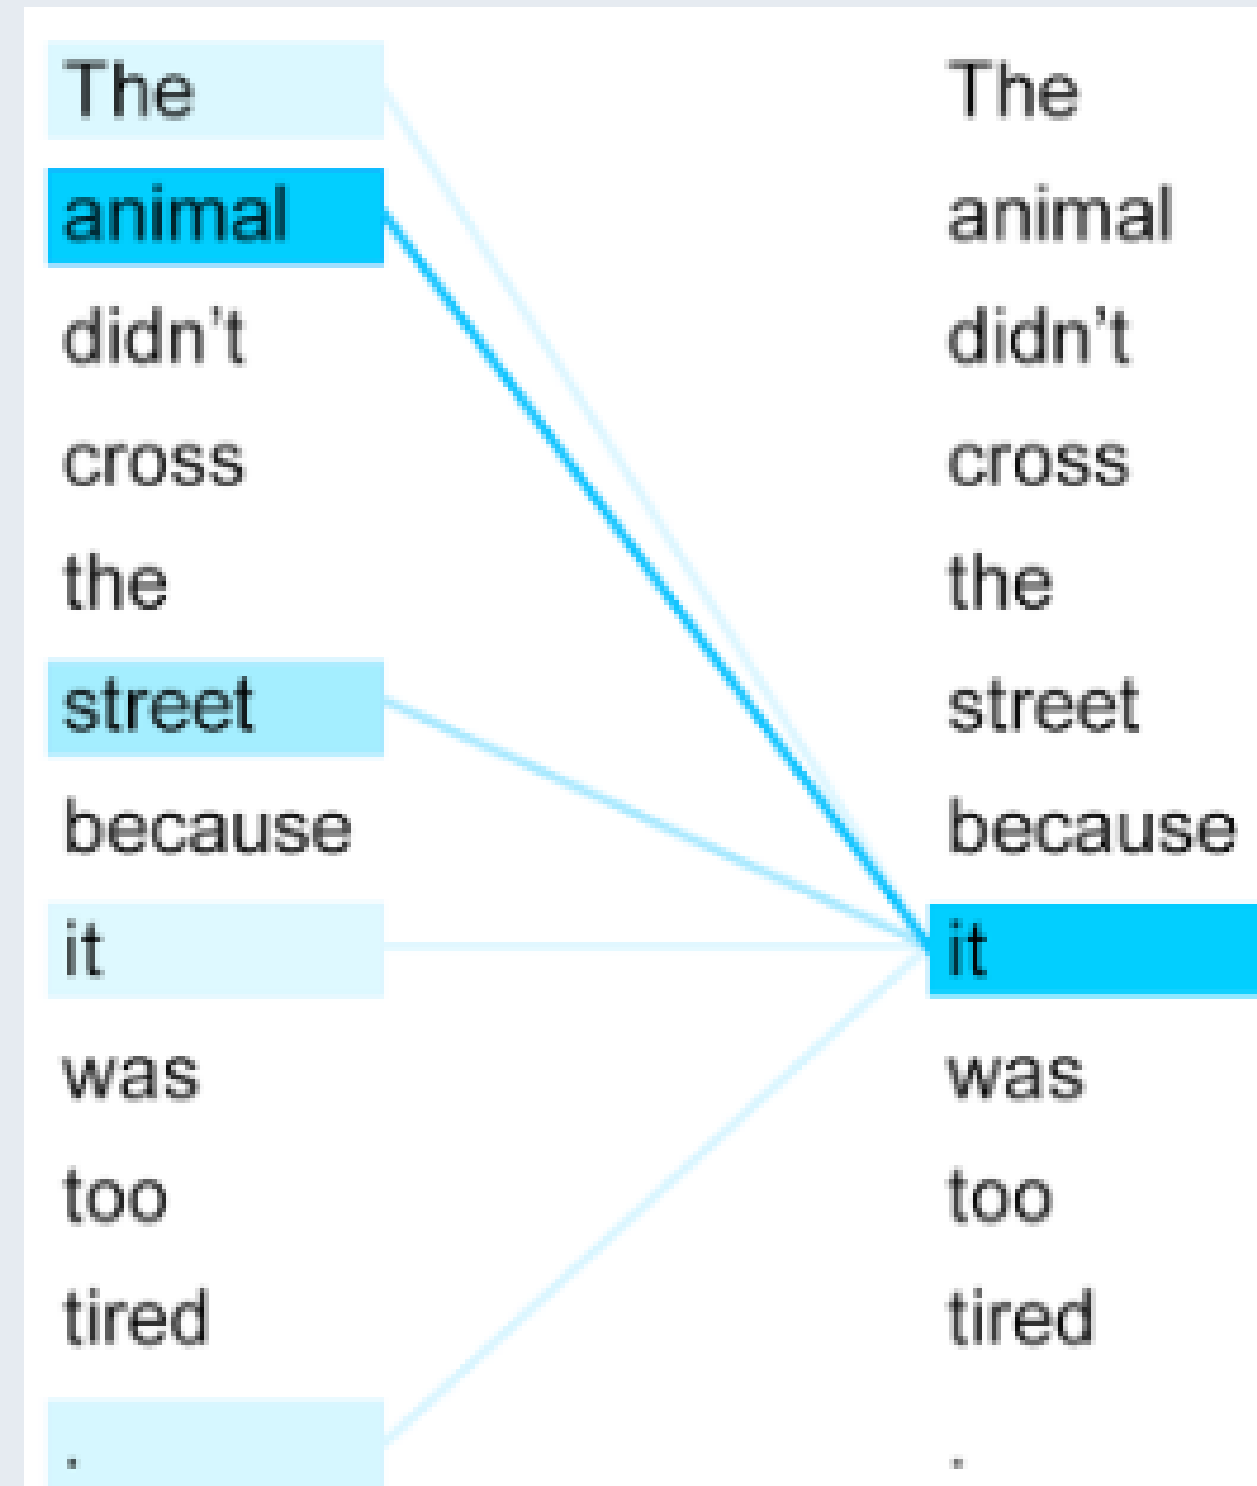 The
animal
didn't
cross
the
street
because
it
was
too
tired
.
The
animal
didn't
cross
the
street
because
it
was
too
tired
.